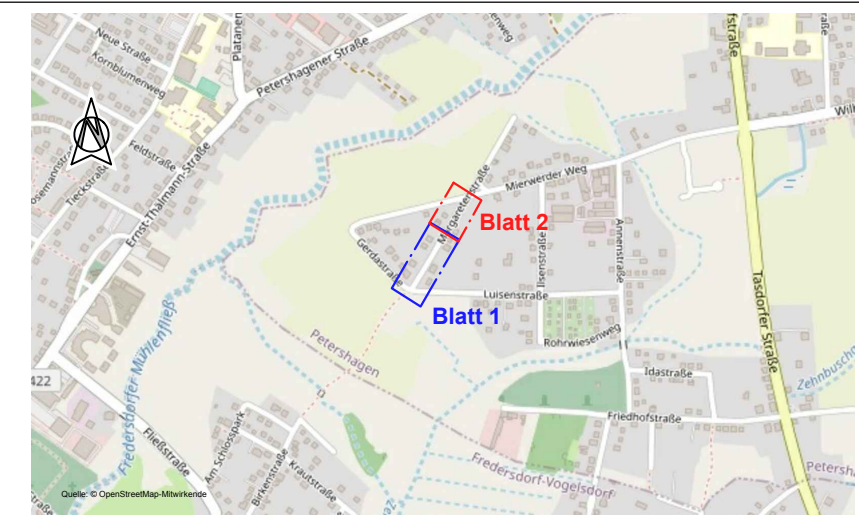 Neue Straße
Kornblumenweg
Platanen
Petershagener Straße
Feldstraße
Tieckstraße
Ernst-Thälmann-Straße
Mierwerder Weg
Margaretenstraße
Blatt 2
Gerdastraße
Ilsenstraße
Annenstraße
Luisenstraße
Blatt 1
Rohrwiesenweg
Tasdorfer Straße
Petershagen
Idastraße
Friedhofstraße
Fredersdorfer Mühlenfließ
422
Fließstraße
Am Schlosspark
Birkenstraße
Krautstraße
Fredersdorf-Vogelsdorf
Quelle: © OpenStreetMap-Mitwirkende